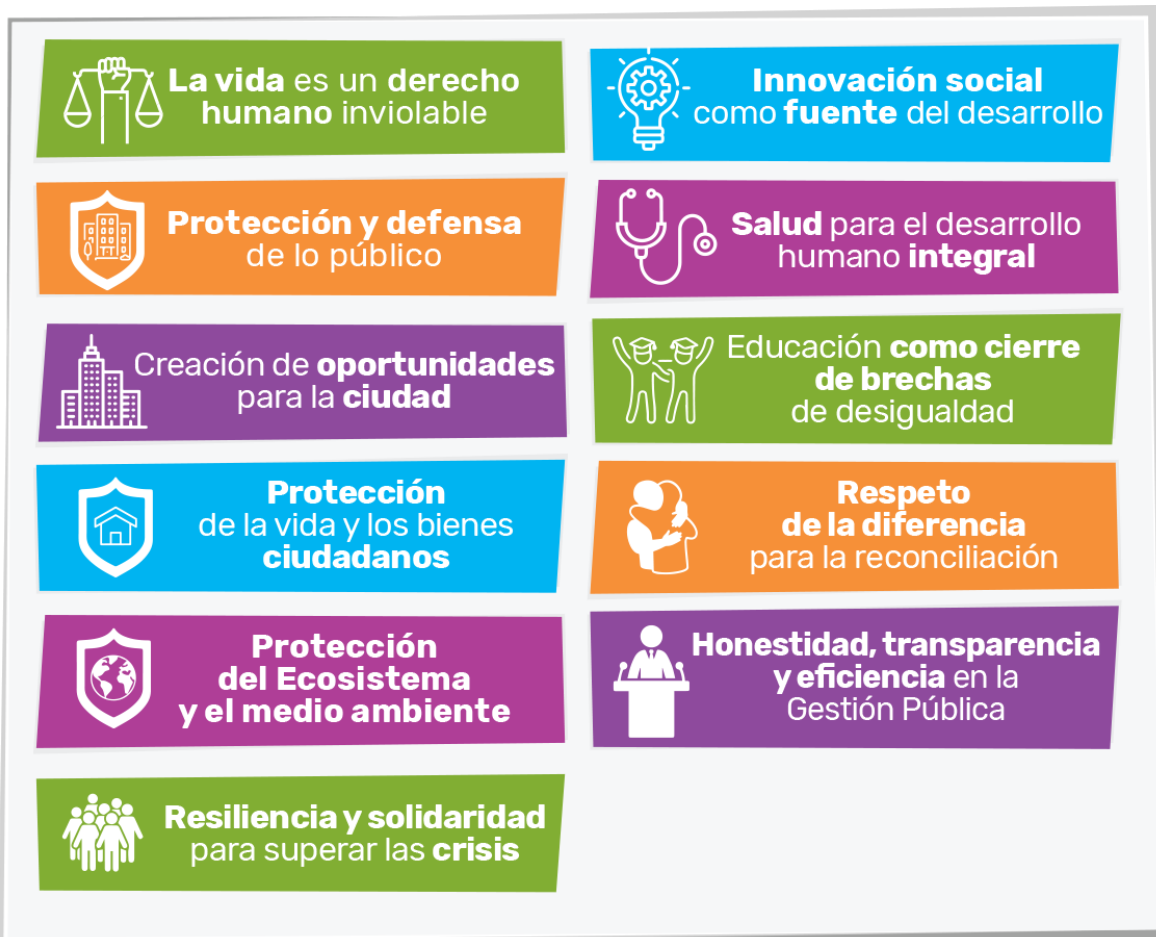 La vida es un derecho
humano inviolable
Protección y defensa
de lo público
Creación de oportunidades
para la ciudad
Protección
de la vida y los bienes
ciudadanos
Protección
del Ecosistema
y el medio ambiente
Resiliencia y solidaridad
para superar las crisis
Innovación social
como fuente del desarrollo
Salud para el desarrollo
humano integral
Educación como cierre
de brechas
de desigualdad
Respeto
de la diferencia
para la reconciliación
Honestidad, transparencia
y eficiencia en la
Gestión Pública